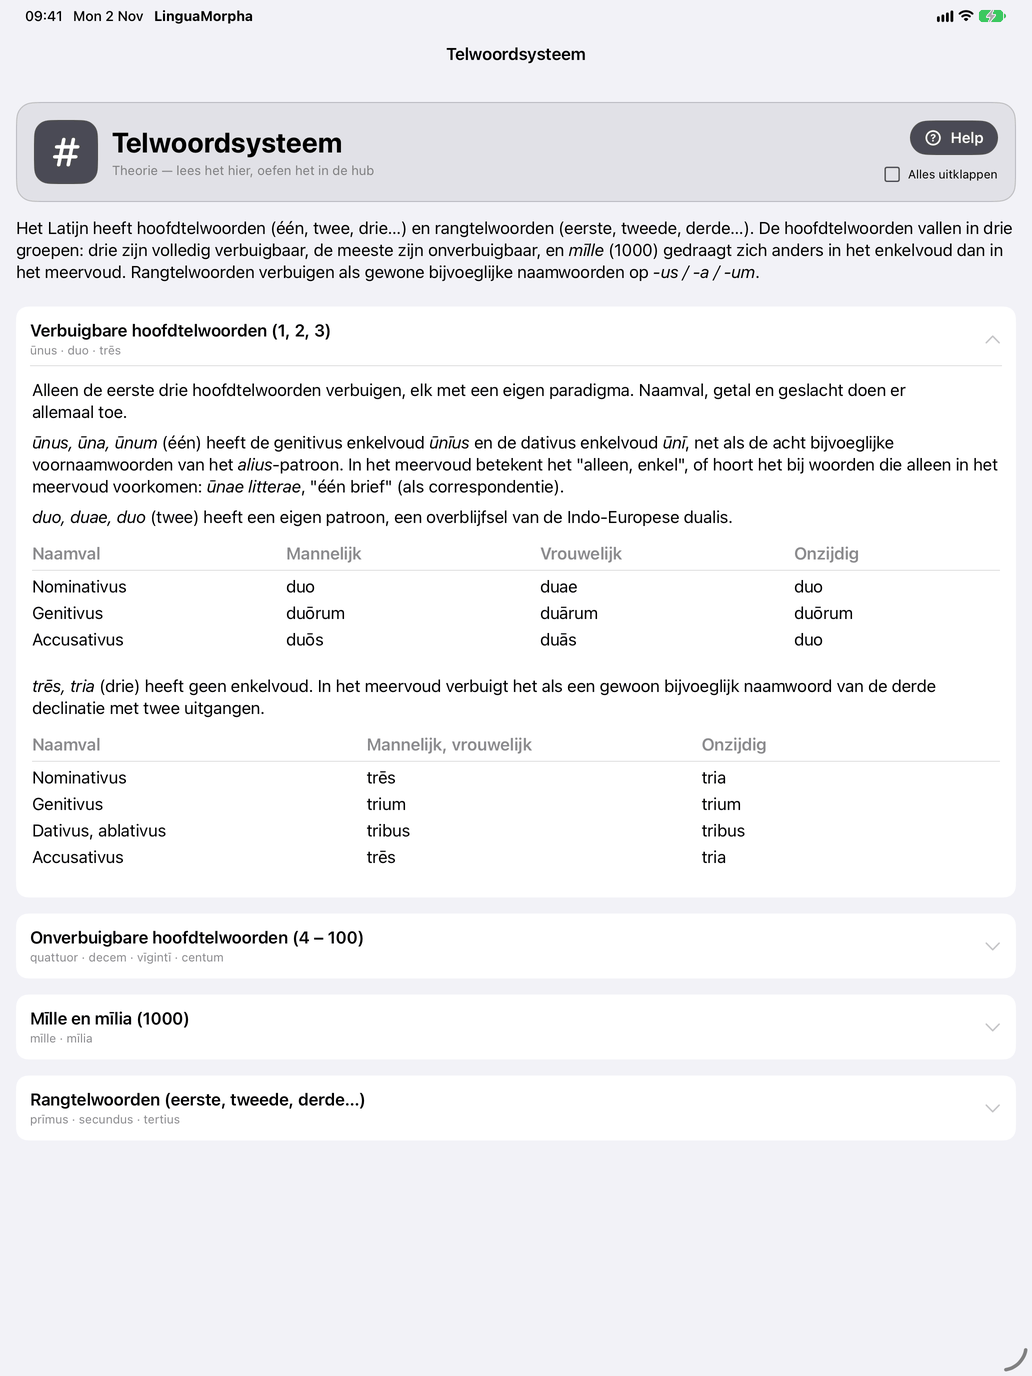 09:41 Mon 2 Nov LinguaMorpha
Telwoordsysteem
#
Telwoordsysteem
Theorie — lees het hier, oefen het in de hub
Help
Alles uitklappen
Het Latijn heeft hoofdtelwoorden (één, twee, drie...) en rangtelwoorden (eerste, tweede, derde...). De hoofdtelwoorden vallen in drie
groepen: drie zijn volledig verbuigbaar, de meeste zijn onverbuigbaar, en mīlle (1000) gedraagt zich anders in het enkelvoud dan in
het meervoud. Rangtelwoorden verbuigen als gewone bijvoeglijke naamwoorden op -us / -a / -um.
Verbuigbare hoofdtelwoorden (1, 2, 3)
ūnus · duo · trēs
Alleen de eerste drie hoofdtelwoorden verbuigen, elk met een eigen paradigma. Naamval, getal en geslacht doen er
allemaal toe.
ūnus, ūna, ūnum (één) heeft de genitivus enkelvoud ūnīus en de dativus enkelvoud ūnī, net als de acht bijvoeglijke
voornaamwoorden van het alius-patroon. In het meervoud betekent het "alleen, enkel", of hoort het bij woorden die alleen in het
meervoud voorkomen: ūnae litterae, "één brief" (als correspondentie).
duo, duae, duo (twee) heeft een eigen patroon, een overblijfsel van de Indo-Europese dualis.
Naamval Mannelijk Vrouwelijk Onzijdig
Nominativus duo duae duo
Genitivus duōrum duārum duōrum
Accusativus duōs duās duo
trēs, tria (drie) heeft geen enkelvoud. In het meervoud verbuigt het als een gewoon bijvoeglijk naamwoord van de derde
declinatie met twee uitgangen.
Naamval Mannelijk, vrouwelijk Onzijdig
Nominativus trēs tria
Genitivus trium trium
Dativus, ablativus tribus tribus
Accusativus trēs tria
Onverbuigbare hoofdtelwoorden (4 – 100)
quattuor · decem · vīgintī · centum
Mīlle en mīlia (1000)
mīlle · mīlia
Rangtelwoorden (eerste, tweede, derde...)
prīmus · secundus · tertius